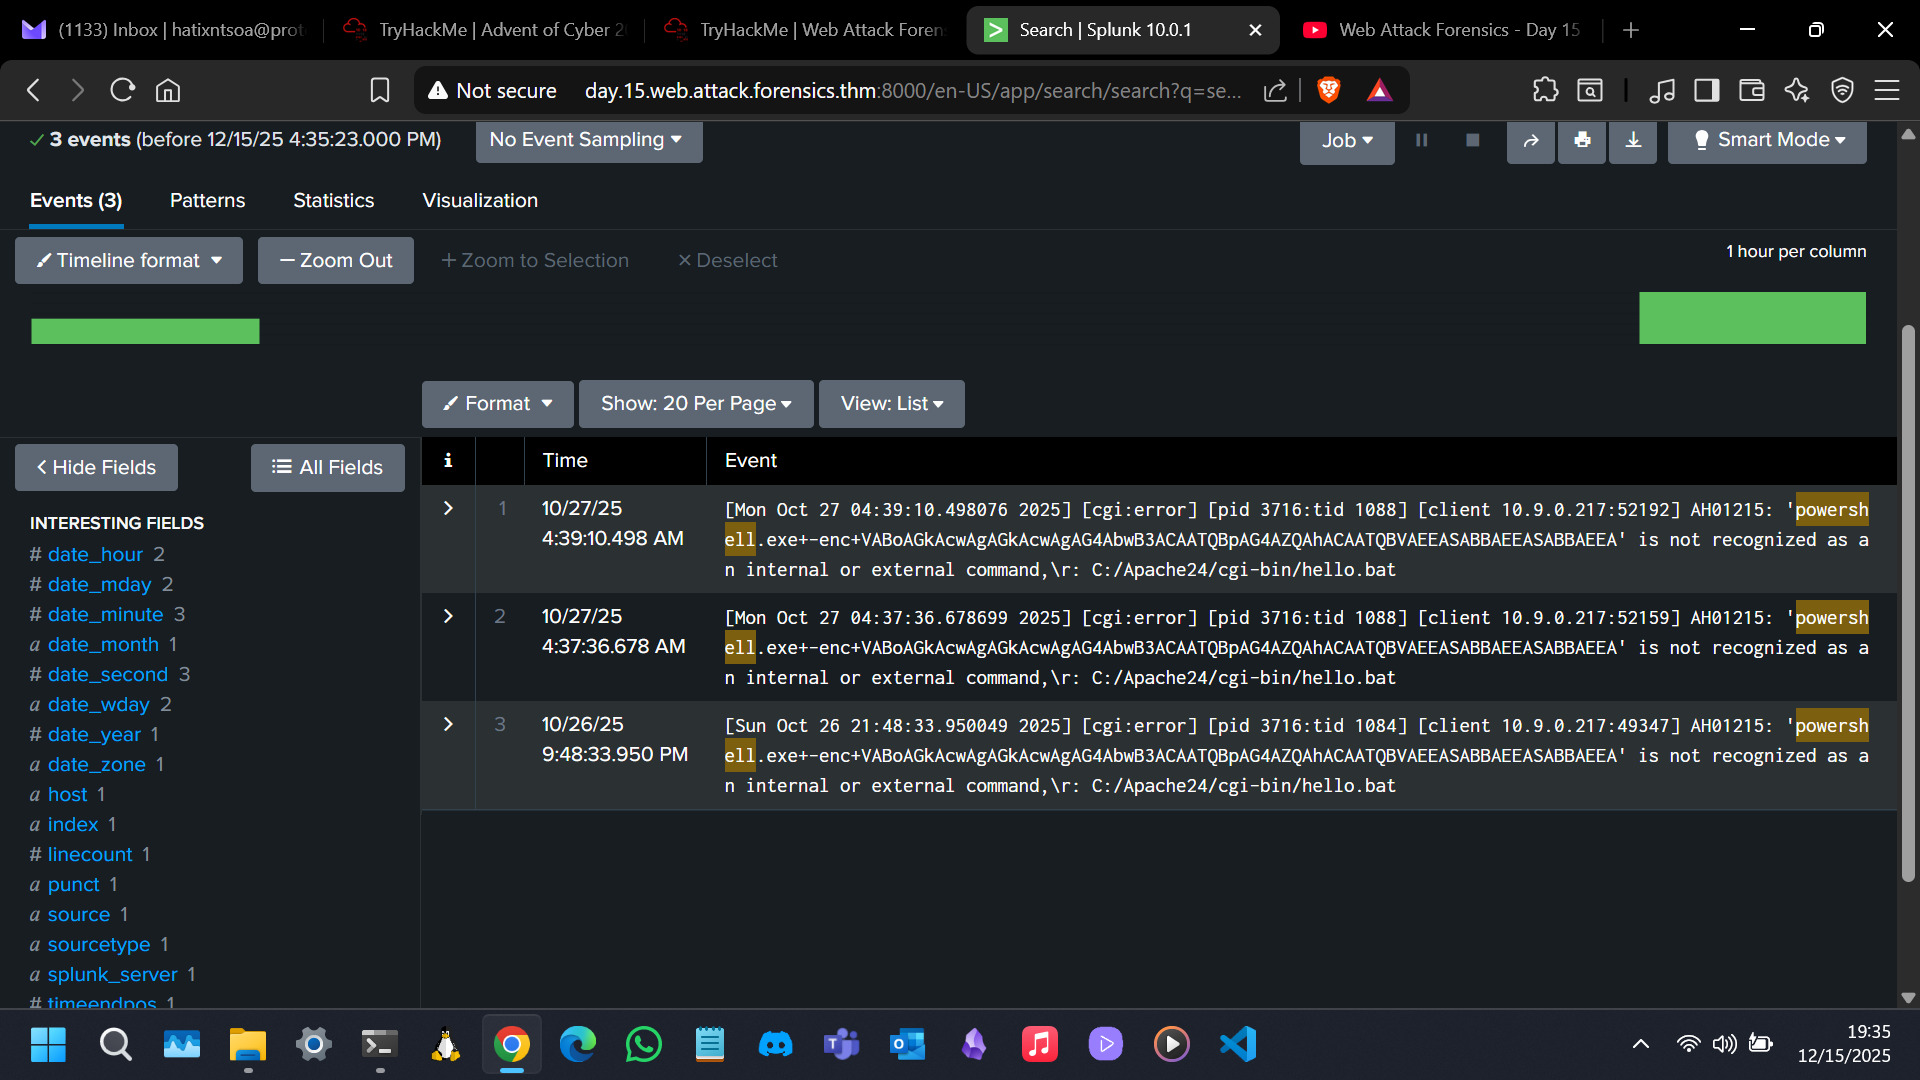 (1133) Inbox | hatixntsoa@prot
TryHackMe | Advent of Cyber 2
TryHackMe | Web Attack Foren
Search | Splunk 10.0.1
Web Attack Forensics - Day 15
Not secure
day.15.web.attack.forensics.thm:8000/en-US/app/search/search?q=se...
3 events (before 12/15/25 4:35:23.000 PM)
No Event Sampling
Job
Smart Mode
Events (3)
Patterns
Statistics
Visualization
Timeline format
Zoom Out
+ Zoom to Selection
× Deselect
1 hour per column
Format
Show: 20 Per Page
View: List
Hide Fields
All Fields
i
Time
Event
INTERESTING FIELDS
# date_hour 2
# date_mday 2
# date_minute 3
a date_month 1
# date_second 3
a date_wday 2
# date_year 1
a date_zone 1
a host 1
a index 1
# linecount 1
a punct 1
a source 1
a sourcetype 1
a splunk_server 1
# timeendpos 1
1
10/27/25
4:39:10.498 AM
[Mon Oct 27 04:39:10.498076 2025] [cgi:error] [pid 3716:tid 1088] [client 10.9.0.217:52192] AH01215: 'powersh
ell.exe+-enc+VABoAGkAcwAgAGkAcwAgAG4AbwB3ACAATQBpAG4AZQAhACAATQBVAEEASABBAEEASABBAEEA' is not recognized as a
n internal or external command,\r: C:/Apache24/cgi-bin/hello.bat
2
10/27/25
4:37:36.678 AM
[Mon Oct 27 04:37:36.678699 2025] [cgi:error] [pid 3716:tid 1088] [client 10.9.0.217:52159] AH01215: 'powersh
ell.exe+-enc+VABoAGkAcwAgAGkAcwAgAG4AbwB3ACAATQBpAG4AZQAhACAATQBVAEEASABBAEEASABBAEEA' is not recognized as a
n internal or external command,\r: C:/Apache24/cgi-bin/hello.bat
3
10/26/25
9:48:33.950 PM
[Sun Oct 26 21:48:33.950049 2025] [cgi:error] [pid 3716:tid 1084] [client 10.9.0.217:49347] AH01215: 'powersh
ell.exe+-enc+VABoAGkAcwAgAGkAcwAgAG4AbwB3ACAATQBpAG4AZQAhACAATQBVAEEASABBAEEASABBAEEA' is not recognized as a
n internal or external command,\r: C:/Apache24/cgi-bin/hello.bat
19:35
12/15/2025